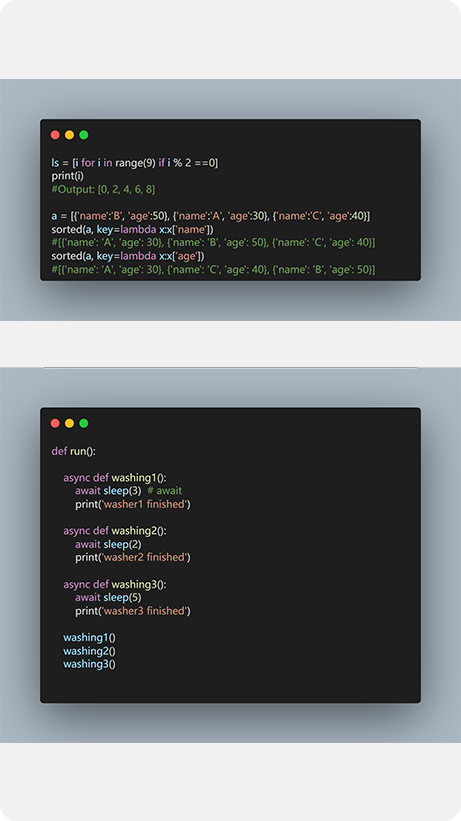 ls = [i for i in range(9) if i % 2 ==0]
print(i)
#Output: [0, 2, 4, 6, 8]
a = [{'name':'B', 'age':50}, {'name':'A', 'age':30}, {'name':'C', 'age':40}]
sorted(a, key=lambda x:x['name'])
#[{'name': 'A', 'age': 30}, {'name': 'B', 'age': 50}, {'name': 'C', 'age': 40}]
sorted(a, key=lambda x:x['age'])
#[{'name': 'A', 'age': 30}, {'name': 'C', 'age': 40}, {'name': 'B', 'age': 50}]
def run():
    async def washing1():
        await sleep(3)  # await
        print('washer1 finished')
    async def washing2():
        await sleep(2)
        print('washer2 finished')
    async def washing3():
        await sleep(5)
        print('washer3 finished')
    washing1()
    washing2()
    washing3()